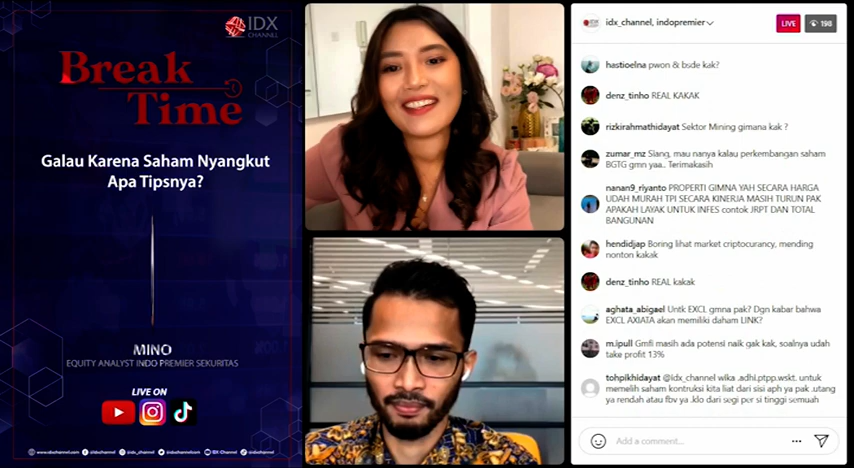 IDX
CHANNEL
Break
Time
Galau Karena Saham Nyangkut
Apa Tipsnya?
MINO
EQUITY ANALYST INDO PREMIER SEKURITAS
LIVE ON
www.idxchannel.com
idx_channel, indopremier
LIVE
198
hastioelna pwon & bsde kak?
denz_tinho REAL KAKAK
rizkirahmathidayat Sektor Mining gimana kak ?
zumar_mz Siang, mau nanya kalau perkembangan saham
BGTG gmn yaa.. Terimakasih
nanan9_riyanto PROPERTI GIMNA YAH SECARA HARGA
UDAH MURAH TPI SECARA KINERJA MASIH TURUN PAK
APAKAH LAYAK UNTUK INFES contok JRPT DAN TOTAL
BANGUNAN
hendidjap Boring lihat market criptocurancy, mending
nonton kakak
denz_tinho REAL kakak
aghata_abigael Untk EXCL gmna pak? Dgn kabar bahwa
EXCL AXIATA akan memiliki daham LINK?
m.ipull Gmfi masih ada potensi naik gak kak, soalnya udah
take profit 13%
tohpikhidayat @idx_channel wika .adhi,ptpp.wskt. untuk
memelih saham kontruksi kita liat dari sisi aph ya pak .utang
ya rendah atau fbv ya .klo dari segi per si tinggi semuah
Add a comment...